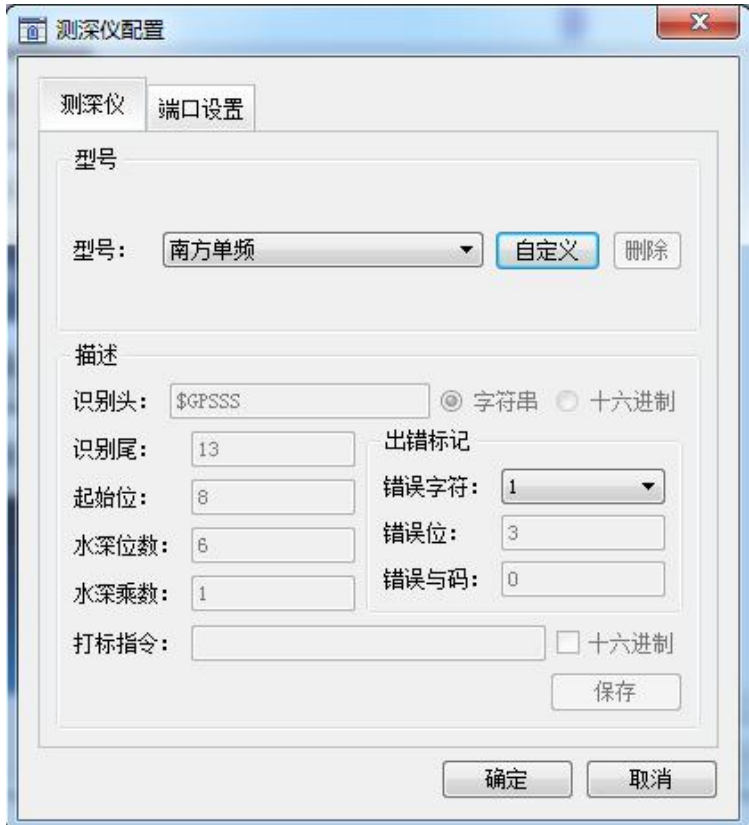 测深仪配置
测深仪 端口设置
型号
型号： 南方单频 自定义 删除
描述
识别头： $GPSSS 字符串 十六进制
识别尾： 13
出错标记
起始位： 8
错误字符： 1
水深位数： 6
错误位： 3
水深乘数： 1
错误与码： 0
打标指令： 十六进制
保存
确定 取消